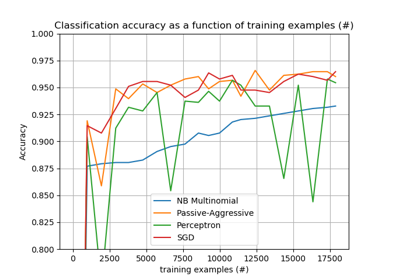 Classification accuracy as a function of training examples (#)
1.000
0.975
0.950
0.925
0.900
0.875
0.850
0.825
0.800
Accuracy
NB Multinomial
Passive-Aggressive
Perceptron
SGD
0 2500 5000 7500 10000 12500 15000 17500
training examples (#)